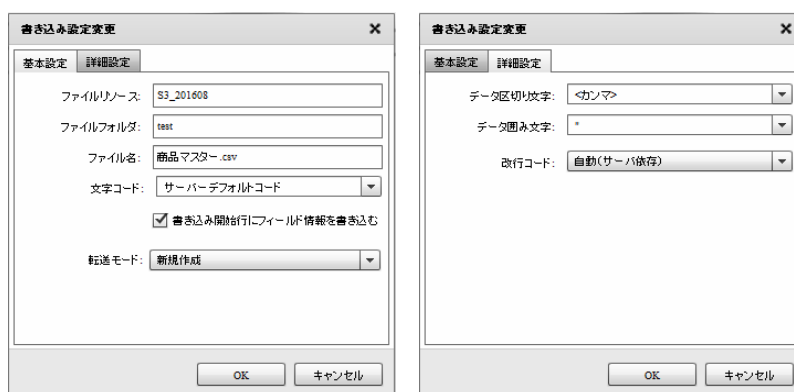 書き込み設定変更
基本設定 詳細設定
ファイルリソース: S3_201608
ファイルフォルダ: test
ファイル名: 商品マスター.csv
文字コード: サーバーデフォルトコード
書き込み開始行にフィールド情報を書き込む
転送モード: 新規作成
OK キャンセル
書き込み設定変更
基本設定 詳細設定
データ区切り文字: <カンマ>
データ囲み文字: "
改行コード: 自動(サーバ依存)
OK キャンセル